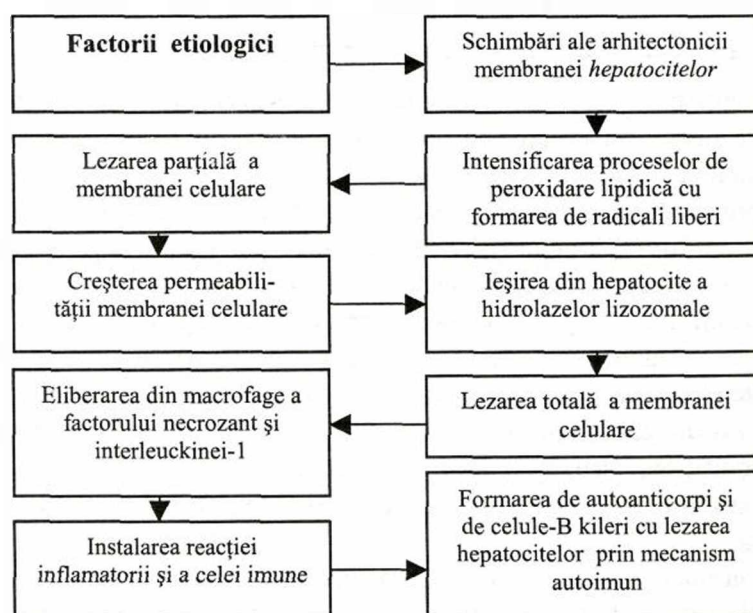 Factorii etiologici
Schimbări ale arhitectonicii
membranei hepatocitelor
Intensificarea proceselor de
peroxidare lipidică cu
formarea de radicali liberi
Lezarea parţială a
membranei celulare
Creşterea permeabili-
tăţii membranei celulare
Ieşirea din hepatocite a
hidrolazelor lizozomale
Lezarea totală a membranei
celulare
Eliberarea din macrofage a
factorului necrozant şi
interleuckinei-1
Instalarea reacţiei
inflamatorii şi a celei imune
Formarea de autoanticorpi şi
de celule-B kileri cu lezarea
hepatocitelor prin mecanism
autoimun